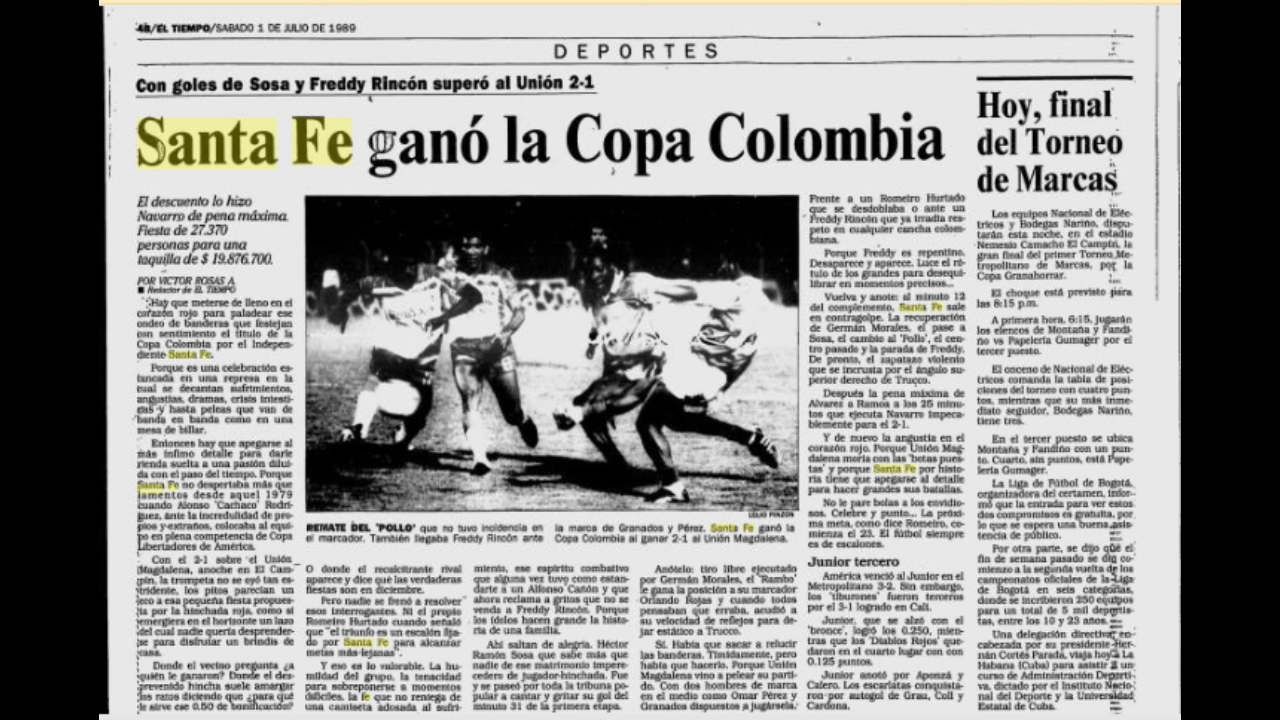 4B/EL TIEMPO/SABADO 1 DE JULIO DE 1989
DEPORTES
Con goles de Sosa y Freddy Rincón superó al Unión 2-1
Santa Fe ganó la Copa Colombia
El descuento lo hizo
Navarro de pena máxima.
Fiesta de 27.370
personas para una
taquilla de $ 19.876.700.
POR VICTOR ROSAS A.
■ Redactor de EL TIEMPO
Hay que meterse de lleno en el
corazón rojo para paladear ese
ondeo de banderas que festejan
con sentimiento el título de la
Copa Colombia por el Indepen-
diente Santa Fe.
Porque es una celebración es-
tancada en una represa en la
cual se decantan sufrimientos,
angustias, dramas, crisis intesti-
nas y hasta peleas que van de
banda en banda como en una
mesa de billar.
Entonces hay que apegarse al
más ínfimo detalle para darle
rienda suelta a una pasión dilui-
da con el paso del tiempo. Porque
Santa Fe no despertaba más que
lamentos desde aquel 1979
cuando Alonso 'Cachaco' Rodrí-
guez, ante la incredulidad de pro-
pios y extraños, colocaba al equi-
po en plena competencia de Copa
Libertadores de América.
Con el 2-1 sobre el Unión
Magdalena, anoche en El Cam-
pín, la trompeta no se oyó tan es-
tridente, los pitos parecían un
eco a esa pequeña fiesta propues-
ta por la hinchada roja, como si
emergiera en el horizonte un lazo
del cual nadie quería desprender-
se para disfrutar un brindis de
casa.
Donde el vecino pregunta ¿a
quién le ganaron? Donde el des-
prevenido hincha suele amargar
los ratos diciendo que ¿para qué
le sirve ese 0.50 de bonificación?
REMATE DEL 'POLLO' que no tuvo incidencia en
el marcador. También llegaba Freddy Rincón ante
la marca de Granados y Pérez. Santa Fe ganó la
Copa Colombia al ganar 2-1 al Unión Magdalena.
LELIO PINZON
O donde el recalcitrante rival
aparece y dice que las verdaderas
fiestas son en diciembre.
Pero nadie se frenó a resolver
esos interrogantes. Ni el propio
Romeiro Hurtado cuando señaló
que "el triunfo es un escalón fija-
do por Santa Fe para alcanzar
metas más lejanas".
Y eso es lo valorable. La hu-
mildad del grupo, la tenacidad
para sobreponerse a momentos
difíciles, la fe que no reniega de
una camiseta adosada al sufri-
miento, ese espíritu combativo
que alguna vez tuvo como estan-
darte a un Alfonso Cañón y que
ahora reclama a gritos que no se
venda a Freddy Rincón. Porque
los ídolos hacen grande la histo-
ria de una familia.
Ahí saltan de alegría. Héctor
Ramón Sosa que sabe más que
nadie de ese matrimonio impere-
cedero de jugador-hinchada. Fue
y se paseó por toda la tribuna po-
pular a cantar y gritar su gol del
minuto 31 de la primera etapa.
Anótelo: tiro libre ejecutado
por Germán Morales, el 'Rambo'
le gana la posición a su marcador
Orlando Rojas y cuando todos
pensaban que erraba, acudió a
su velocidad de reflejos para de-
jar estático a Trucco.
Sí. Había que sacar a relucir
las banderas. Tímidamente, pero
había que hacerlo. Porque Unión
Magdalena vino a pelear su parti-
do. Con dos hombres de marca
en el medio como Omar Pérez y
Granados dispuestos a jugársela.
Frente a un Romeiro Hurtado
que se desdoblaba o ante un
Freddy Rincón que ya irradia res-
peto en cualquier cancha colom-
biana.
Porque Freddy es repentino.
Desaparece y aparece. Luce el ró-
tulo de los grandes para desequi-
librar en momentos precisos...
Vuelva y anote: al minuto 12
del complemento, Santa Fe sale
en contragolpe. La recuperación
de Germán Morales, el pase a
Sosa, el cambio al 'Pollo', el cen-
tro pasado y la parada de Freddy.
De pronto, el zapatazo violento
que se incrusta por el ángulo su-
perior derecho de Trucco.
Después la pena máxima de
Alvarez a Ramos a los 25 minu-
tos que ejecuta Navarro impeca-
blemente para el 2-1.
Y de nuevo la angustia en el
corazón rojo. Porque Unión Mag-
dalena moría con las 'botas pues-
tas' y porque Santa Fe por histo-
ria tiene que apegarse al detalle
para hacer grandes sus batallas.
No le pare bolas a los envidio-
sos. Celebre y punto... La próxi-
ma meta, como dice Romeiro, co-
mienza el 23. El fútbol siempre
es de escalones.
Junior tercero
América venció al Junior en el
Metropolitano 3-2. Sin embargo,
los 'tiburones' fueron terceros
por el 3-1 logrado en Cali.
Junior, que se alzó con el
'bronce', logró los 0.250, mien-
tras que los 'Diablos Rojos' que-
daron en el cuarto lugar con con
0.125 puntos.
Junior anotó por Aponzá y
Calero. Los escarlatas conquista-
ron por autogol de Grau, Coll y
Cardona.
Hoy, final
del Torneo
de Marcas
Los equipos Nacional de Eléc-
tricos y Bodegas Nariño, dispu-
tarán esta noche, en el estadio
Nemesio Camacho El Campín, la
gran final del primer Torneo Me-
tropolitano de Marcas, por la
Copa Granahorrar.
El choque está previsto para
las 8:15 p.m.
A primera hora, 6:15, jugarán
los elencos de Montaña y Fandi-
ño vs Papelería Gumager por el
tercer puesto.
El onceno de Nacional de Eléc-
tricos comanda la tabla de posi-
ciones del torneo con cuatro pun-
tos, mientras que su más inme-
diato seguidor, Bodegas Nariño,
tiene tres.
En el tercer puesto se ubica
Montaña y Fandiño con un pun-
to. Cuarto, sin puntos, está Pape-
lería Gumager.
La Liga de Fútbol de Bogotá,
organizadora del certamen, infor-
mó que la entrada para ver estos
dos compromisos es gratuita, por
lo que se espera una buena asis-
tencia de público.
Por otra parte, se dijo que el
fin de semana pasado se dio co-
mienzo a la segunda vuelta de los
campeonatos oficiales de la Liga
de Bogotá en seis categorías,
donde se inscribieron 250 equipos
para un total de 5 mil deportis-
tas, entre los 10 y 23 años.
Una delegación directiva, en-
cabezada por su presidente Her-
nán Cortés Parada, viaja hoy a La
Habana (Cuba) para asistir a un
curso de Administración Deporti-
va, dictado por el Instituto Nacio-
nal del Deporte y la Universidad
Estatal de Cuba.